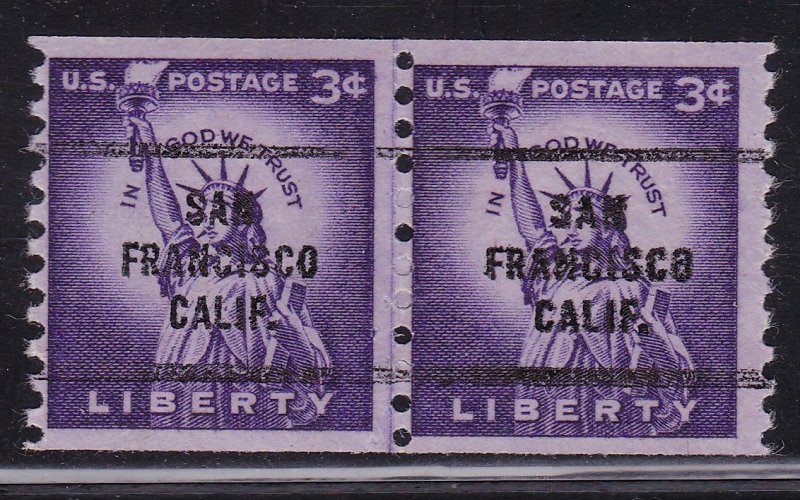 U.S. POSTAGE 3¢
IN GOD WE TRUST
SAN
FRANCISCO
CALIF.
LIBERTY
U.S. POSTAGE 3¢
IN GOD WE TRUST
SAN
FRANCISCO
CALIF.
LIBERTY